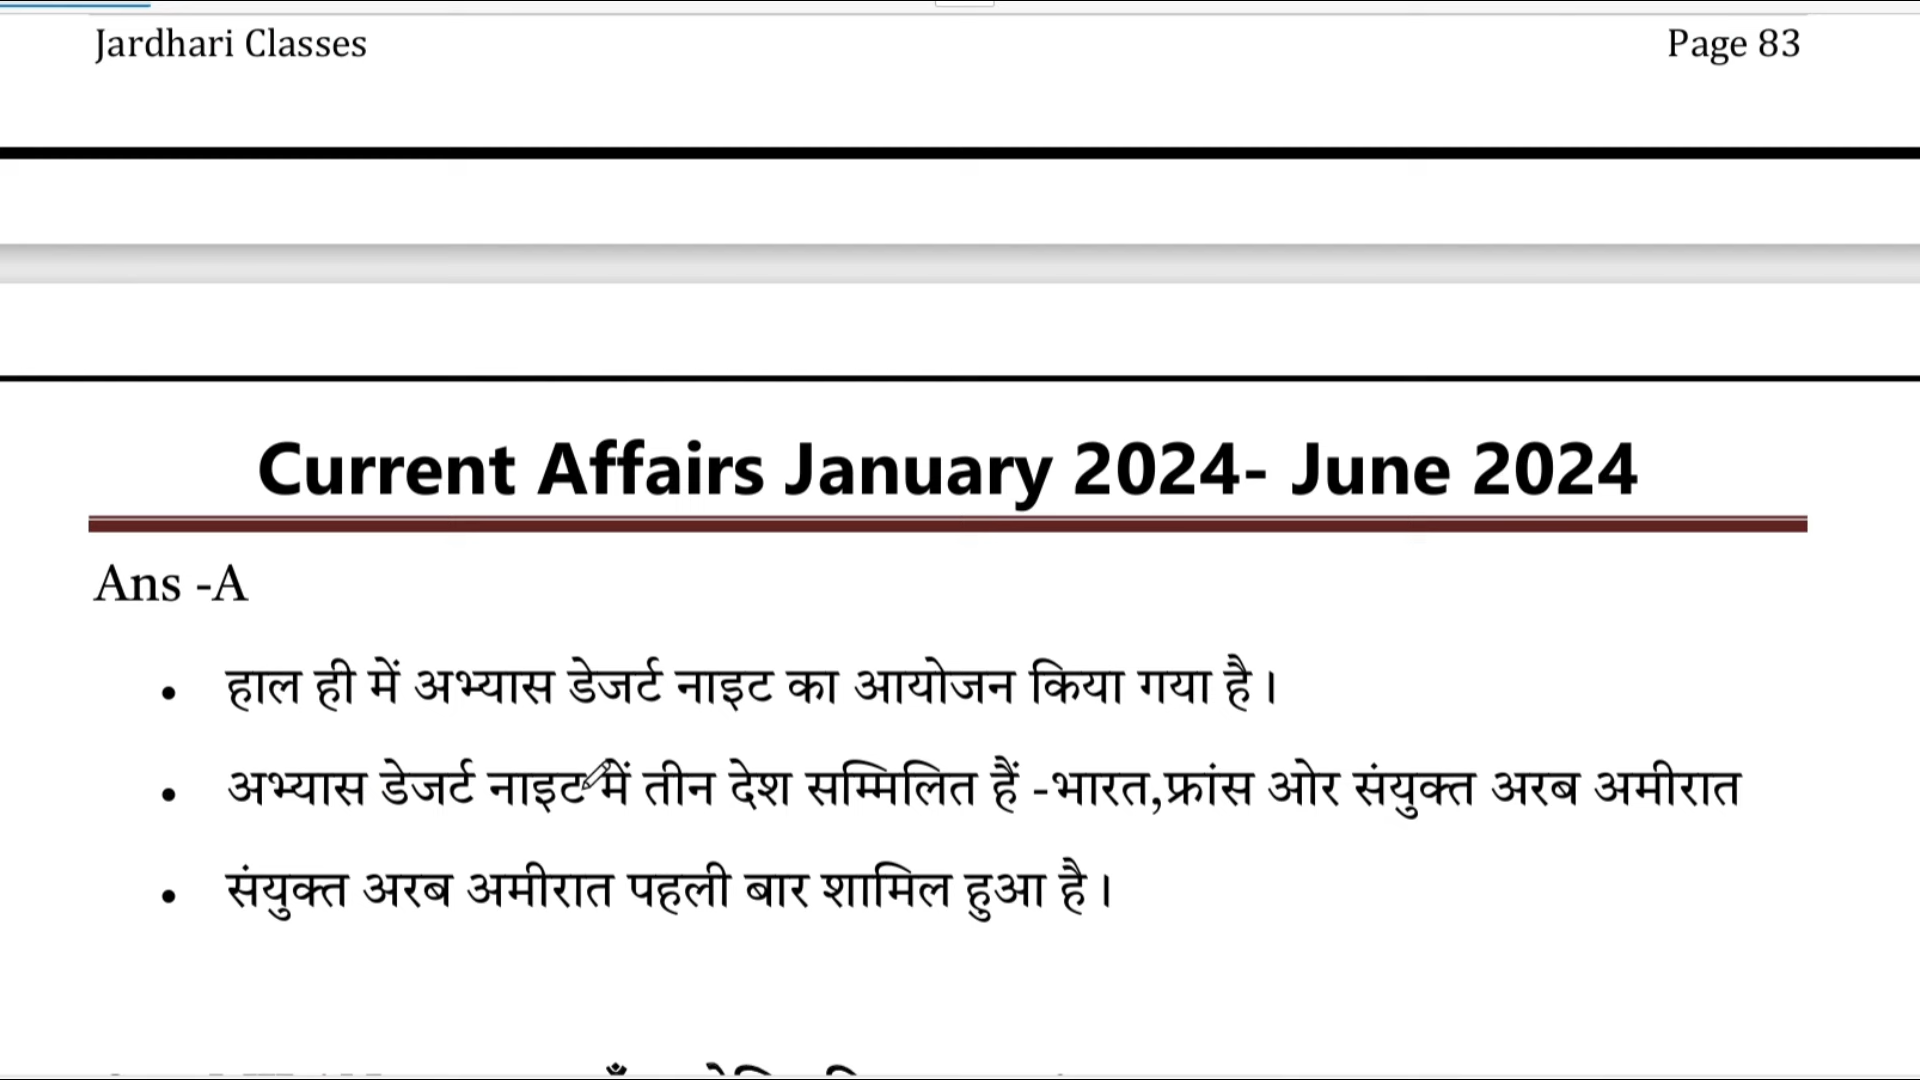 Jardhari Classes
Page 83
Current Affairs January 2024- June 2024
Ans -A
• हाल ही में अभ्यास डेजर्ट नाइट का आयोजन किया गया है।
• अभ्यास डेजर्ट नाइट में तीन देश सम्मिलित हैं -भारत,फ्रांस ओर संयुक्त अरब अमीरात
• संयुक्त अरब अमीरात पहली बार शामिल हुआ है।